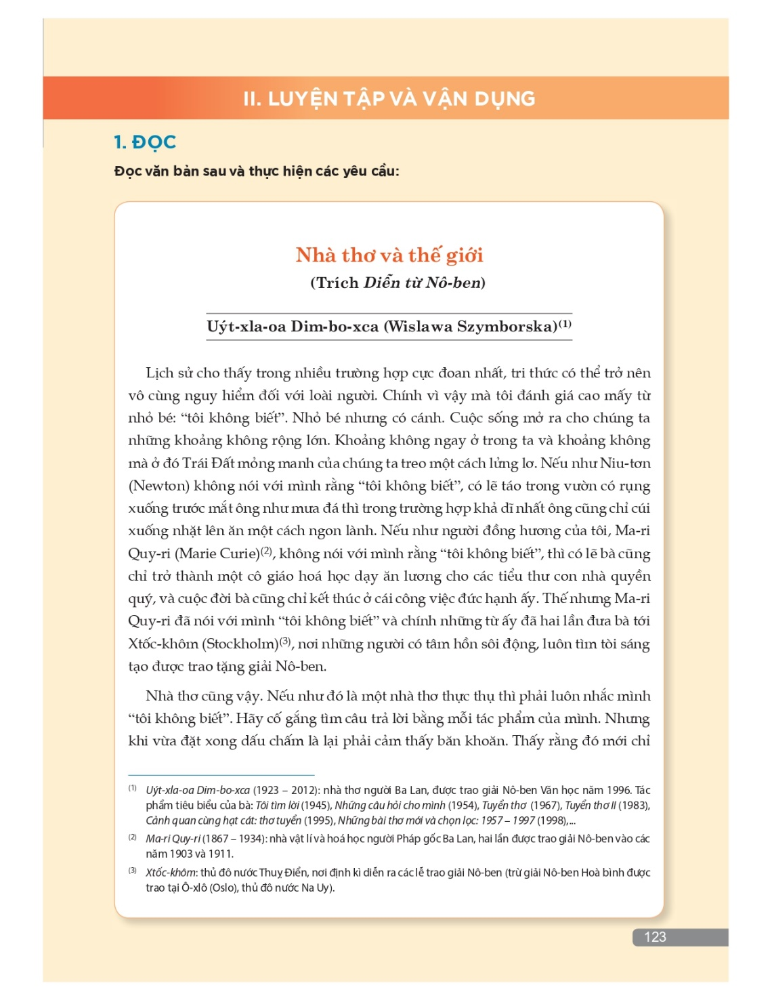 II. LUYỆN TẬP VÀ VẬN DỤNG
1. ĐỌC
Đọc văn bản sau và thực hiện các yêu cầu:
Nhà thơ và thế giới
(Trích Diễn từ Nô-ben)
Uýt-xla-oa Dim-bo-xca (Wislawa Szymborska)(1)
Lịch sử cho thấy trong nhiều trường hợp cực đoan nhất, tri thức có thể trở nên
vô cùng nguy hiểm đối với loài người. Chính vì vậy mà tôi đánh giá cao mấy từ
nhỏ bé: “tôi không biết”. Nhỏ bé nhưng có cánh. Cuộc sống mở ra cho chúng ta
những khoảng không rộng lớn. Khoảng không ngay ở trong ta và khoảng không
mà ở đó Trái Đất mỏng manh của chúng ta treo một cách lửng lơ. Nếu như Niu-tơn
(Newton) không nói với mình rằng “tôi không biết”, có lẽ táo trong vườn có rụng
xuống trước mắt ông như mưa đá thì trong trường hợp khả dĩ nhất ông cũng chỉ cúi
xuống nhặt lên ăn một cách ngon lành. Nếu như người đồng hương của tôi, Ma-ri
Quy-ri (Marie Curie)(2), không nói với mình rằng “tôi không biết”, thì có lẽ bà cũng
chỉ trở thành một cô giáo hoá học dạy ăn lương cho các tiểu thư con nhà quyền
quý, và cuộc đời bà cũng chỉ kết thúc ở cái công việc đức hạnh ấy. Thế nhưng Ma-ri
Quy-ri đã nói với mình “tôi không biết” và chính những từ ấy đã hai lần đưa bà tới
Xtốc-khôm (Stockholm)(3), nơi những người có tâm hồn sôi động, luôn tìm tòi sáng
tạo được trao tặng giải Nô-ben.
Nhà thơ cũng vậy. Nếu như đó là một nhà thơ thực thụ thì phải luôn nhắc mình
“tôi không biết”. Hãy cố gắng tìm câu trả lời bằng mỗi tác phẩm của mình. Nhưng
khi vừa đặt xong dấu chấm là lại phải cảm thấy băn khoăn. Thấy rằng đó mới chỉ
(1) Uýt-xla-oa Dim-bo-xca (1923 – 2012): nhà thơ người Ba Lan, được trao giải Nô-ben Văn học năm 1996. Tác
phẩm tiêu biểu của bà: Tôi tìm lời (1945), Những câu hỏi cho mình (1954), Tuyển thơ (1967), Tuyển thơ II (1983),
Cảnh quan cùng hạt cát: thơ tuyển (1995), Những bài thơ mới và chọn lọc: 1957 – 1997 (1998),...
(2) Ma-ri Quy-ri (1867 – 1934): nhà vật lí và hoá học người Pháp gốc Ba Lan, hai lần được trao giải Nô-ben vào các
năm 1903 và 1911.
(3) Xtốc-khôm: thủ đô nước Thuỵ Điển, nơi định kì diễn ra các lễ trao giải Nô-ben (trừ giải Nô-ben Hoà bình được
trao tại Ô-xlô (Oslo), thủ đô nước Na Uy).
123